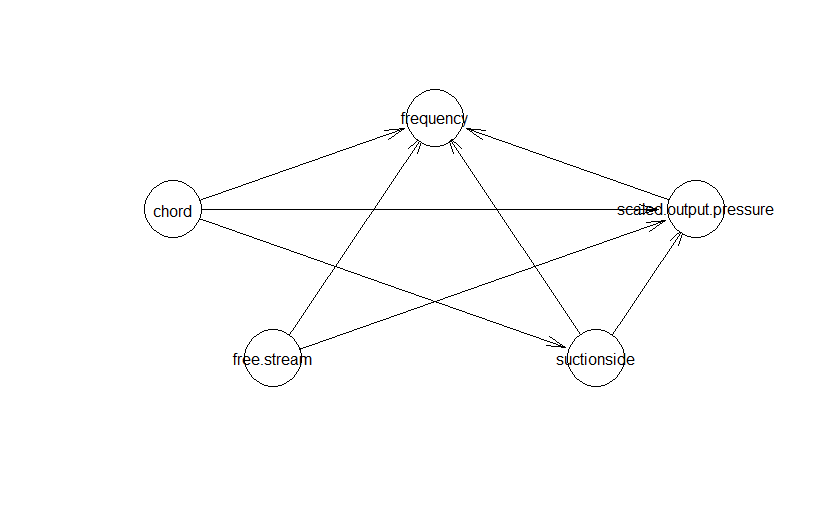 frequency
chord
scaled.output.pressure
free.stream
suctionside